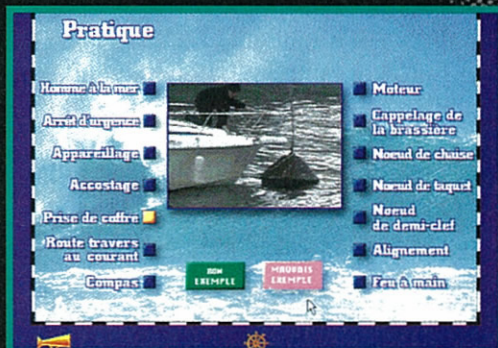 Pratique
Homme à la mer
Arrêt d'urgence
Appareillage
Accostage
Prise de coffre
Route travers
au courant
Compas
BON
EXEMPLE
MAUVAIS
EXEMPLE
Moteur
Cappelage de
la brassière
Noeud de chaise
Noeud de taquet
Noeud
de demi-clef
Alignement
Feu à main